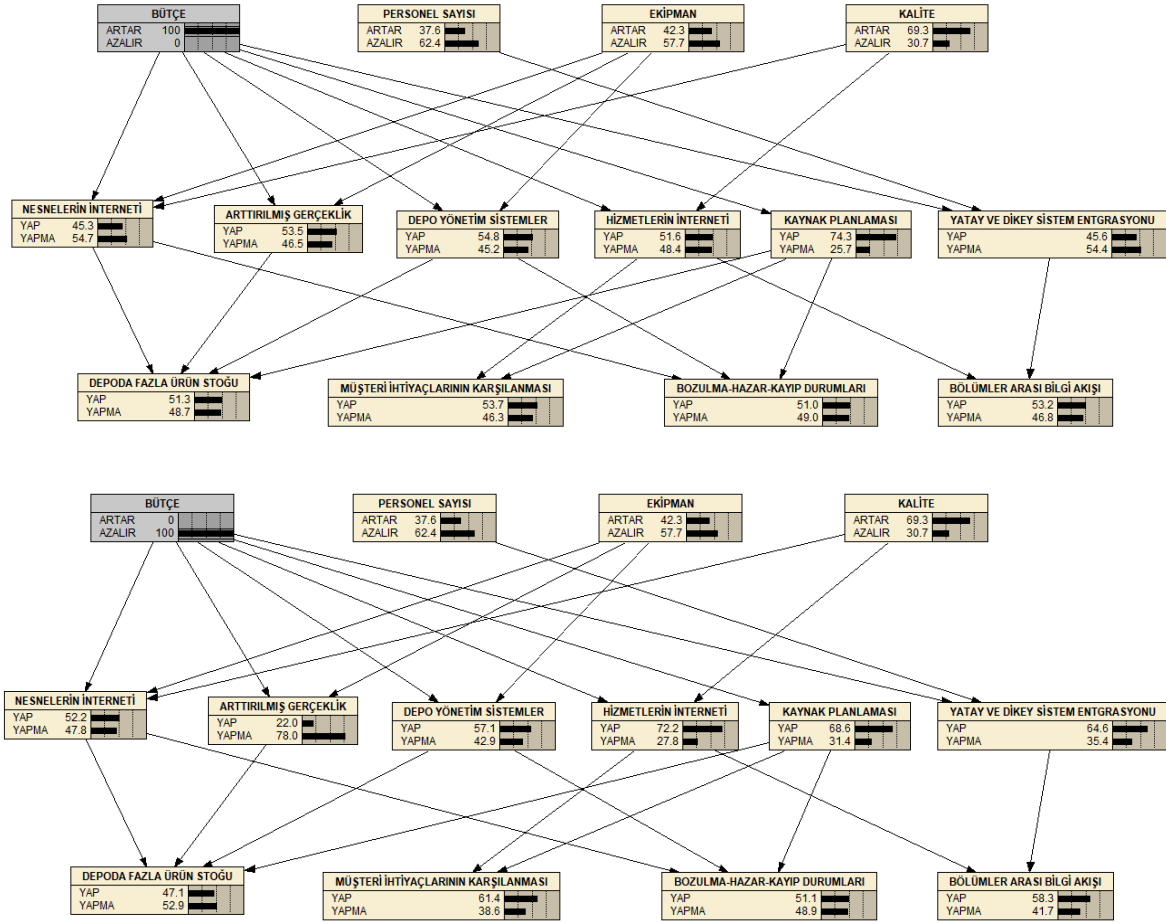 BÜTÇE
ARTAR 100
AZALIR 0
PERSONEL SAYISI
ARTAR 37.6
AZALIR 62.4
EKİPMAN
ARTAR 42.3
AZALIR 57.7
KALİTE
ARTAR 69.3
AZALIR 30.7
NESNELERİN İNTERNETİ
YAP 45.3
YAPMA 54.7
ARTTIRILMIŞ GERÇEKLİK
YAP 53.5
YAPMA 46.5
DEPO YÖNETİM SİSTEMLER
YAP 54.8
YAPMA 45.2
HİZMETLERİN İNTERNETİ
YAP 51.6
YAPMA 48.4
KAYNAK PLANLAMASI
YAP 74.3
YAPMA 25.7
YATAY VE DİKEY SİSTEM ENTGRASYONU
YAP 45.6
YAPMA 54.4
DEPODA FAZLA ÜRÜN STOĞU
YAP 51.3
YAPMA 48.7
MÜŞTERİ İHTİYAÇLARININ KARŞILANMASI
YAP 53.7
YAPMA 46.3
BOZULMA-HAZAR-KAYIP DURUMLARI
YAP 51.0
YAPMA 49.0
BÖLÜMLER ARASI BİLGİ AKIŞI
YAP 53.2
YAPMA 46.8
BÜTÇE
ARTAR 0
AZALIR 100
PERSONEL SAYISI
ARTAR 37.6
AZALIR 62.4
EKİPMAN
ARTAR 42.3
AZALIR 57.7
KALİTE
ARTAR 69.3
AZALIR 30.7
NESNELERİN İNTERNETİ
YAP 52.2
YAPMA 47.8
ARTTIRILMIŞ GERÇEKLİK
YAP 22.0
YAPMA 78.0
DEPO YÖNETİM SİSTEMLER
YAP 57.1
YAPMA 42.9
HİZMETLERİN İNTERNETİ
YAP 72.2
YAPMA 27.8
KAYNAK PLANLAMASI
YAP 68.6
YAPMA 31.4
YATAY VE DİKEY SİSTEM ENTGRASYONU
YAP 64.6
YAPMA 35.4
DEPODA FAZLA ÜRÜN STOĞU
YAP 47.1
YAPMA 52.9
MÜŞTERİ İHTİYAÇLARININ KARŞILANMASI
YAP 61.4
YAPMA 38.6
BOZULMA-HAZAR-KAYIP DURUMLARI
YAP 51.1
YAPMA 48.9
BÖLÜMLER ARASI BİLGİ AKIŞI
YAP 58.3
YAPMA 41.7